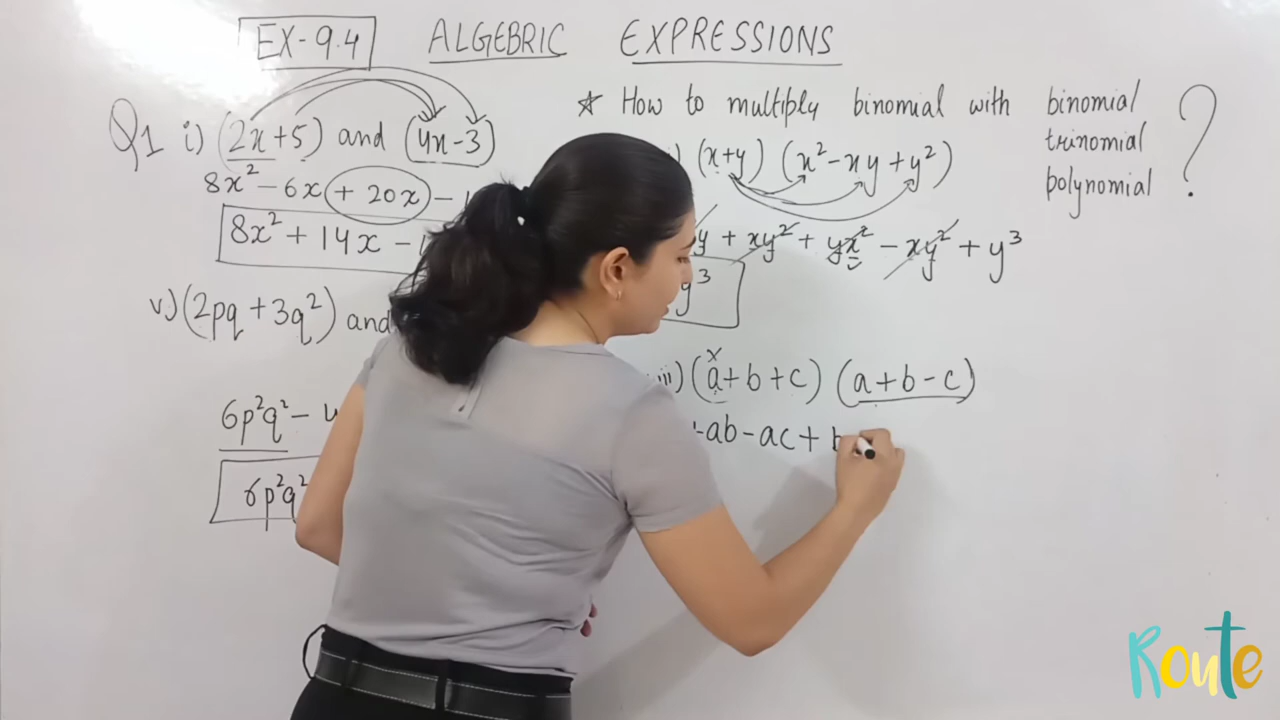 EX-9.4 ALGEBRIC EXPRESSIONS
Q1 i) (2x+5) and (4x-3)
8x² - 6x + 20x -
8x² + 14x -
v) (2pq + 3q²) and
6p²q² -
6p²q²
★ How to multiply binomial with binomial
trinomial
polynomial ?
(x+y) (x² - xy + y²)
y + xy² + yx² - xy² + y³
y³
iii) (a+b+c) (a+b-c)
ab - ac +
Route